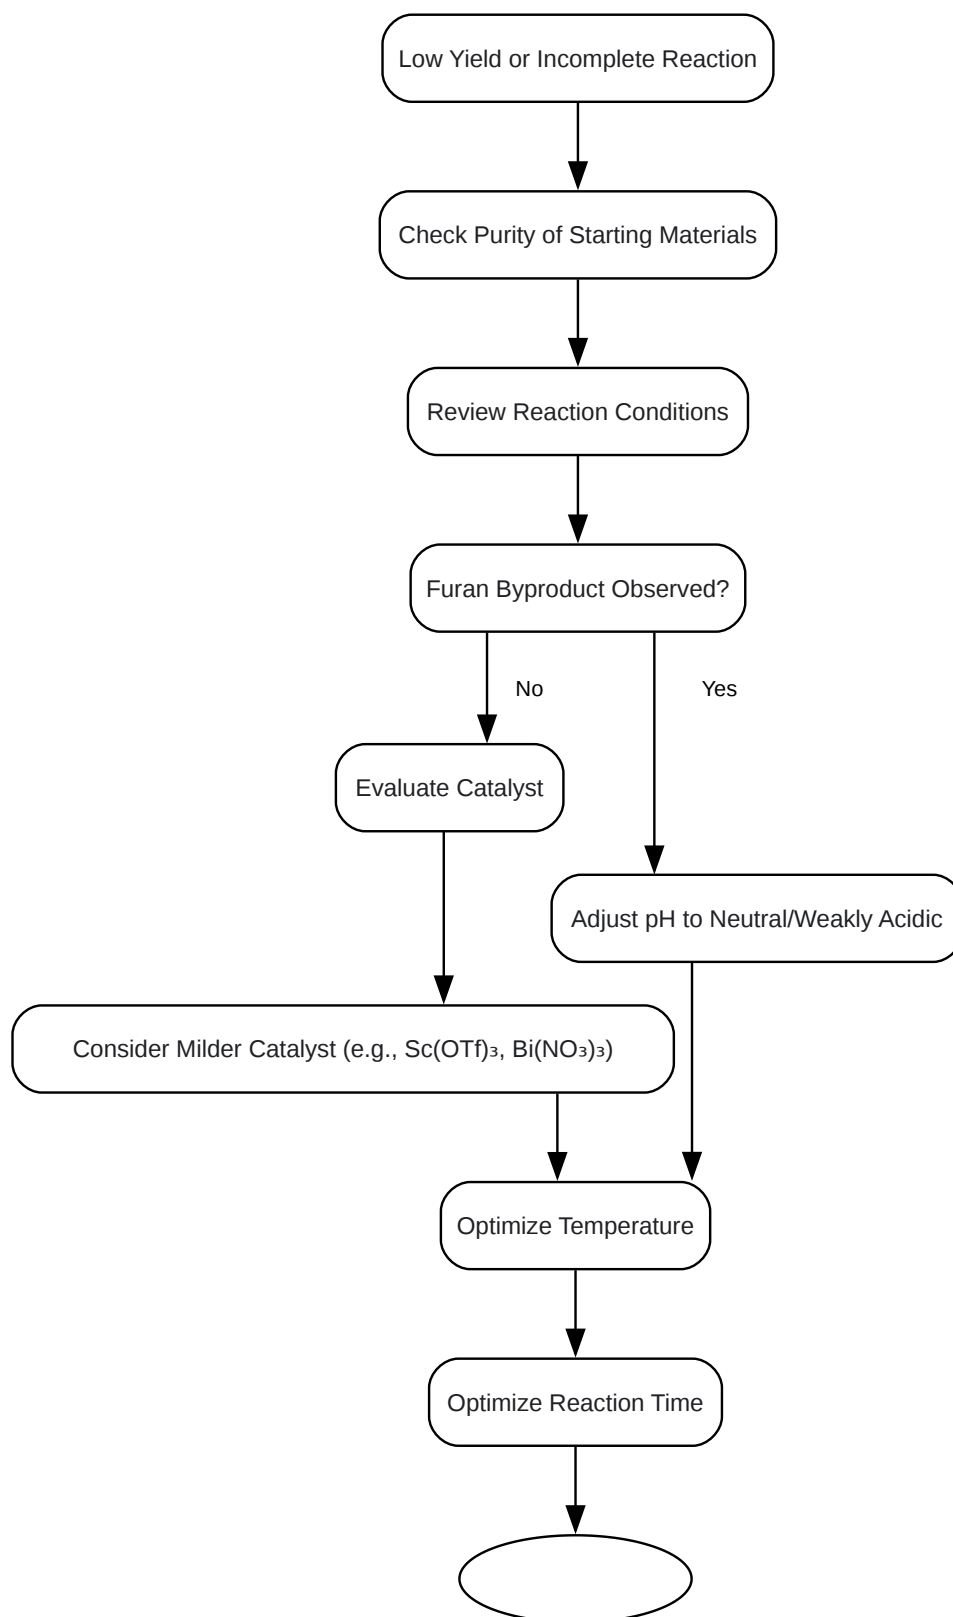 Low Yield or Incomplete Reaction
Check Purity of Starting Materials
Review Reaction Conditions
Furan Byproduct Observed?
No
Yes
Evaluate Catalyst
Adjust pH to Neutral/Weakly Acidic
Consider Milder Catalyst (e.g., Sc(OTf)₃, Bi(NO₃)₃)
Optimize Temperature
Optimize Reaction Time